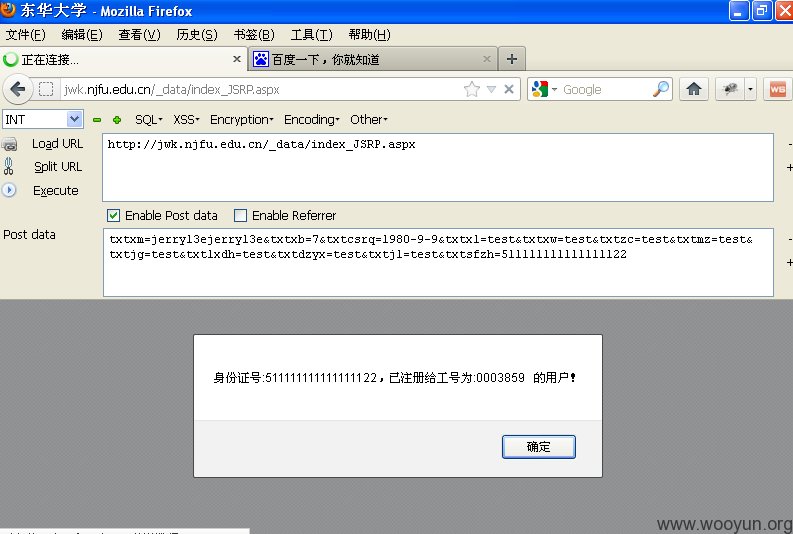 东华大学 - Mozilla Firefox
文件(F) 编辑(E) 查看(V) 历史(S) 书签(B) 工具(T) 帮助(H)
正在连接... 百度一下，你就知道
jwk.njfu.edu.cn/_data/index_JSRP.aspx Google
INT SQL XSS Encryption Encoding Other
Load URL http://jwk.njfu.edu.cn/_data/index_JSRP.aspx
Split URL
Execute
Enable Post data Enable Referrer
Post data txtxm=jerry13ejerry13e&txtxb=7&txtcsrq=1980-9-9&txtxl=test&txtxw=test&txtzc=test&txtmz=test&
txtjg=test&txtlxdh=test&txtdzyx=test&txtjl=test&txtsfzh=511111111111111122
身份证号:511111111111111122，已注册给工号为:0003859 的用户！
确定
www.wooyun.org